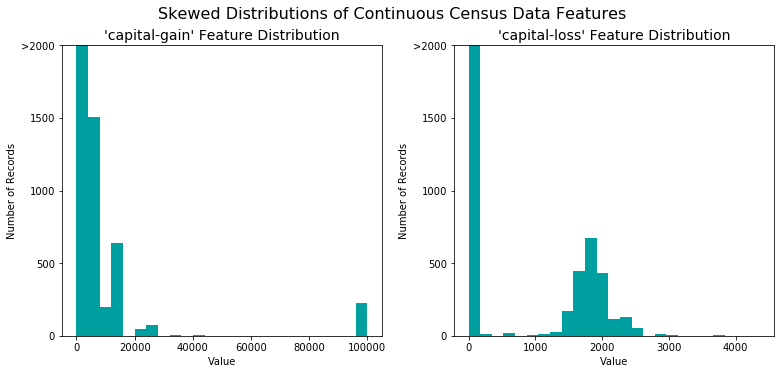 Skewed Distributions of Continuous Census Data Features
'capital-gain' Feature Distribution
>2000
1500
1000
500
0
Number of Records
0 20000 40000 60000 80000 100000
Value
'capital-loss' Feature Distribution
>2000
1500
1000
500
0
Number of Records
0 1000 2000 3000 4000
Value